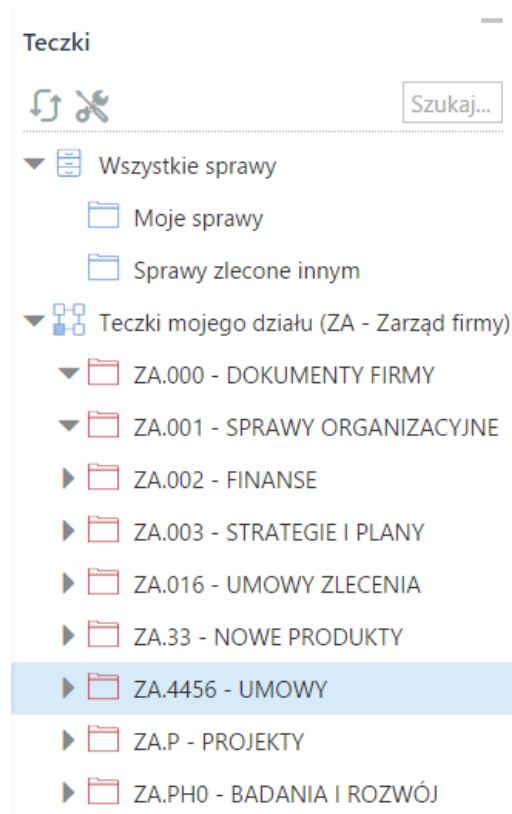 Teczki
Szukaj...
Wszystkie sprawy
Moje sprawy
Sprawy zlecone innym
Teczki mojego działu (ZA - Zarząd firmy)
ZA.000 - DOKUMENTY FIRMY
ZA.001 - SPRAWY ORGANIZACYJNE
ZA.002 - FINANSE
ZA.003 - STRATEGIE I PLANY
ZA.016 - UMOWY ZLECENIA
ZA.33 - NOWE PRODUKTY
ZA.4456 - UMOWY
ZA.P - PROJEKTY
ZA.PH0 - BADANIA I ROZWÓJ